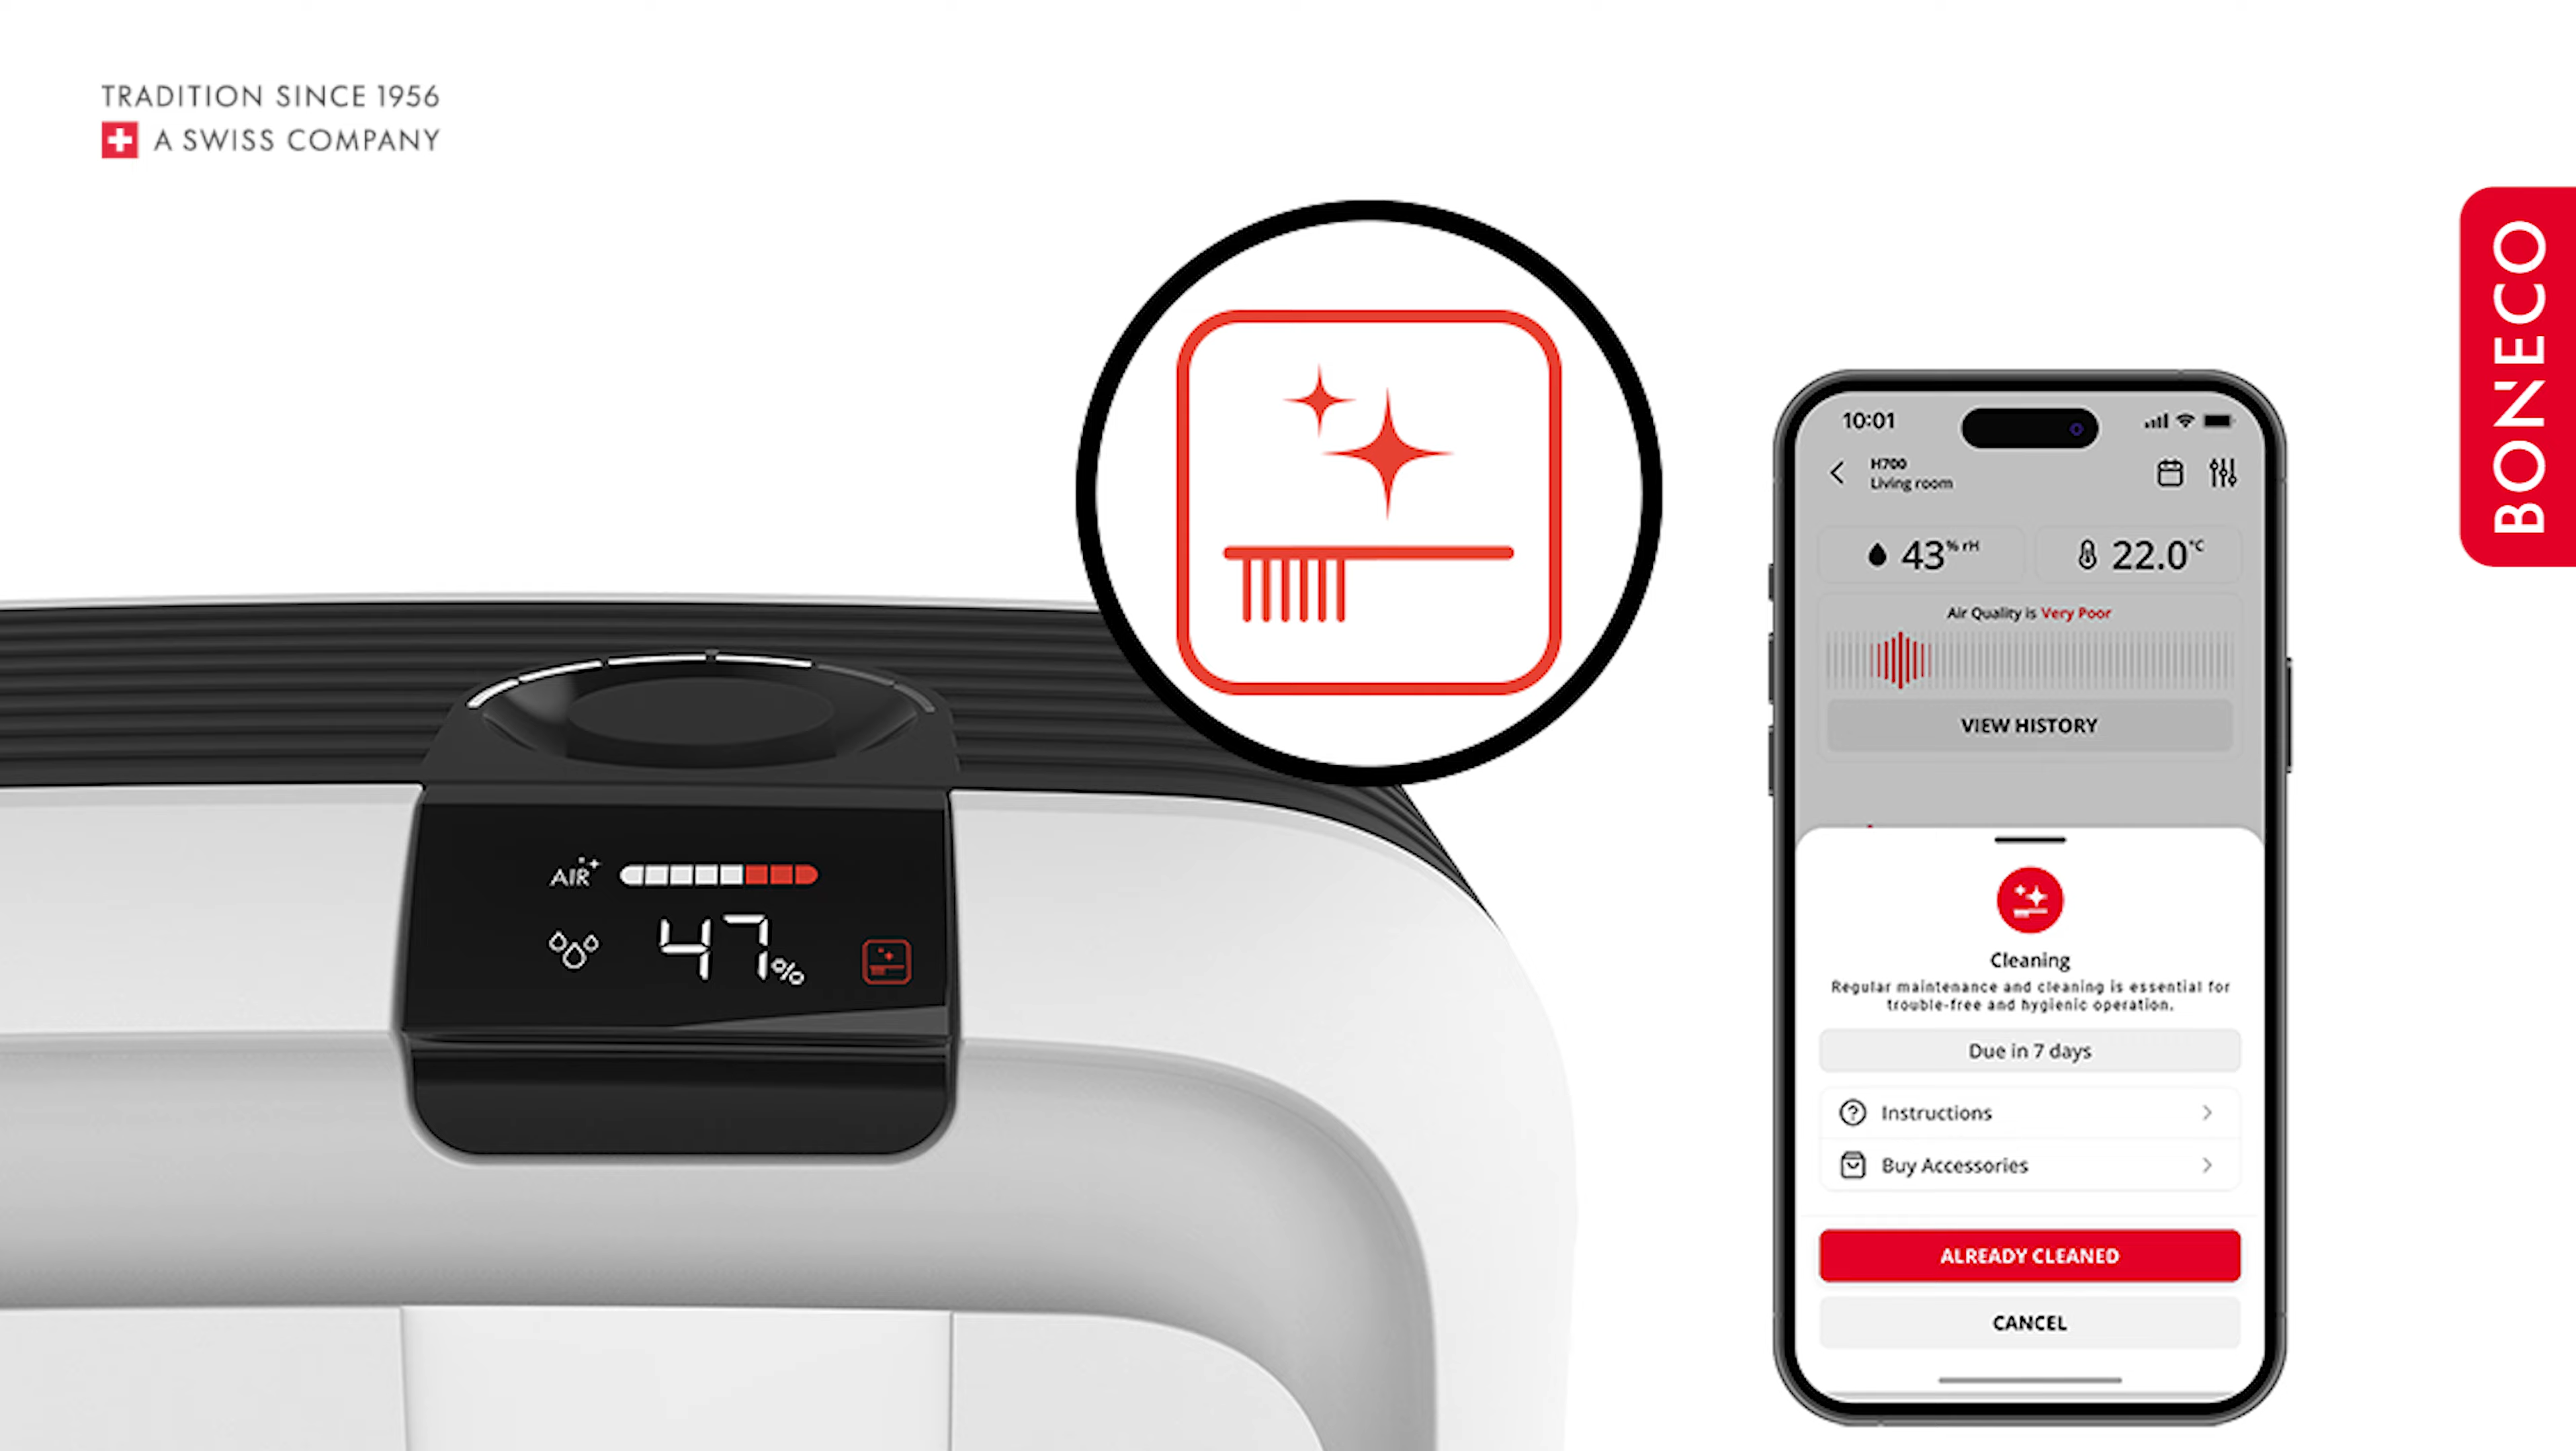 TRADITION SINCE 1956
A SWISS COMPANY
BONECO
AIR
47%
10:01
H700
Living room
43% rH
22.0°C
Air Quality is Very Poor
VIEW HISTORY
Cleaning
Regular maintenance and cleaning is essential for
trouble-free and hygienic operation.
Due in 7 days
Instructions
Buy Accessories
ALREADY CLEANED
CANCEL